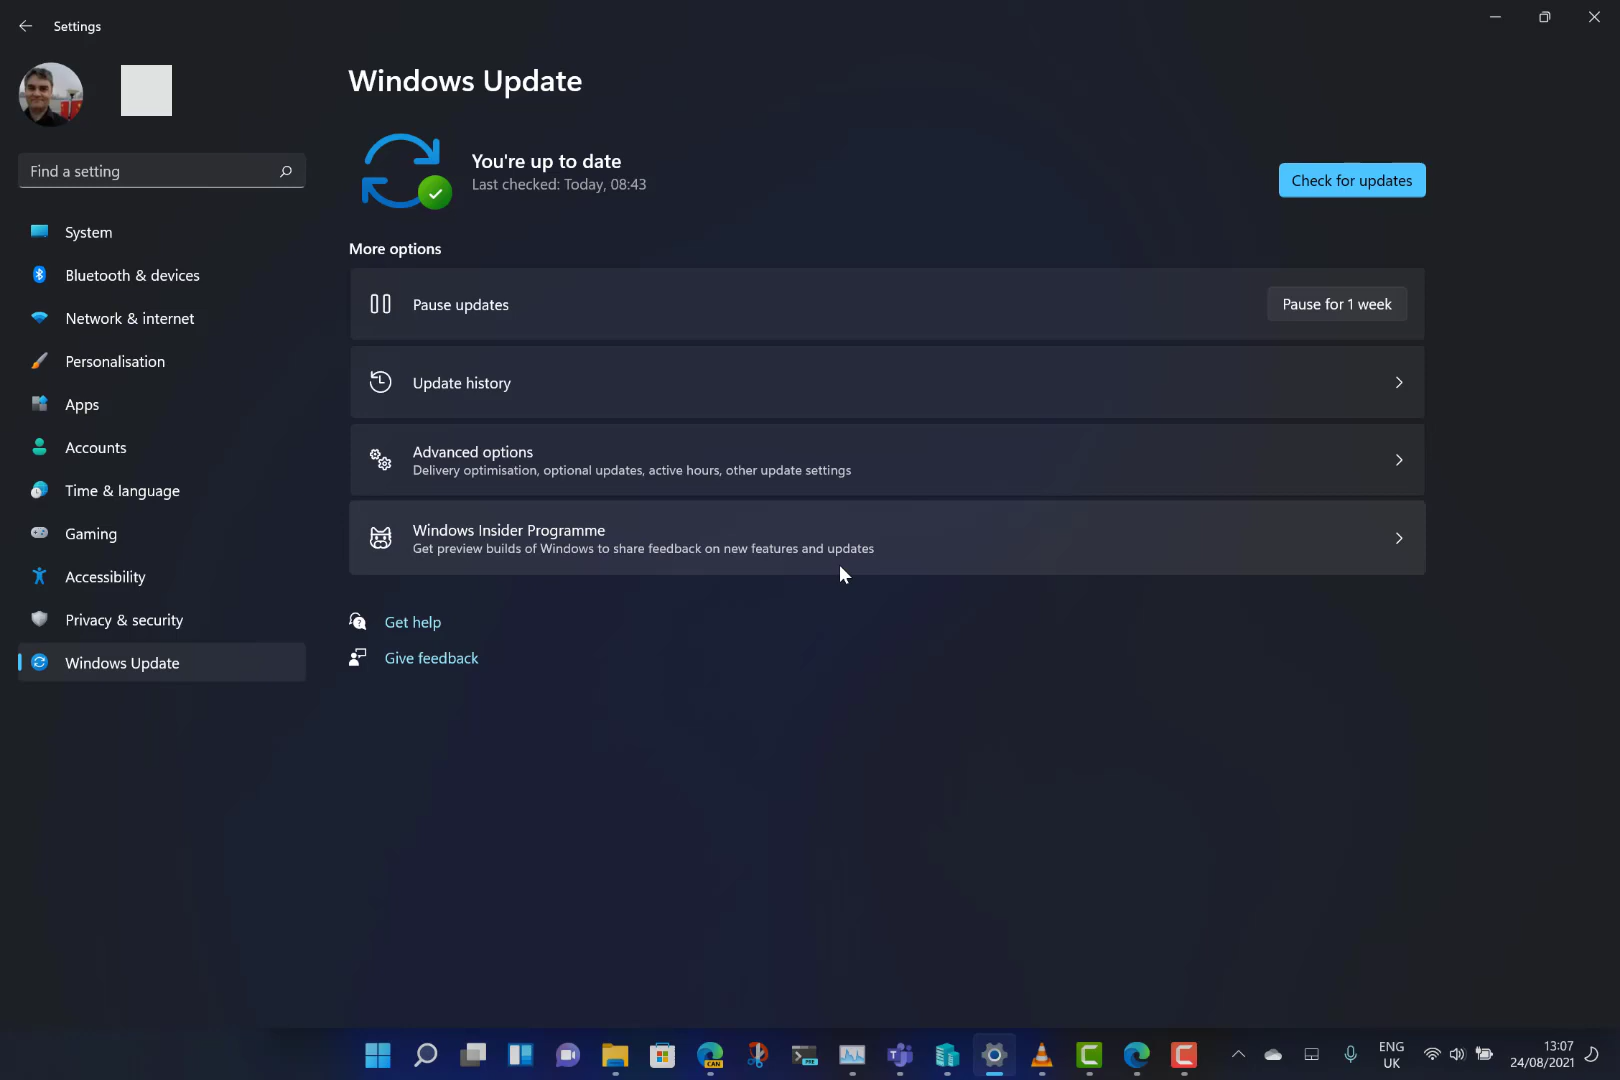 Settings
Find a setting
System
Bluetooth & devices
Network & internet
Personalisation
Apps
Accounts
Time & language
Gaming
Accessibility
Privacy & security
Windows Update
Windows Update
You're up to date
Last checked: Today, 08:43
Check for updates
More options
Pause updates
Pause for 1 week
Update history
Advanced options
Delivery optimisation, optional updates, active hours, other update settings
Windows Insider Programme
Get preview builds of Windows to share feedback on new features and updates
Get help
Give feedback
CAN
PRE
ENG
UK
13:07
24/08/2021